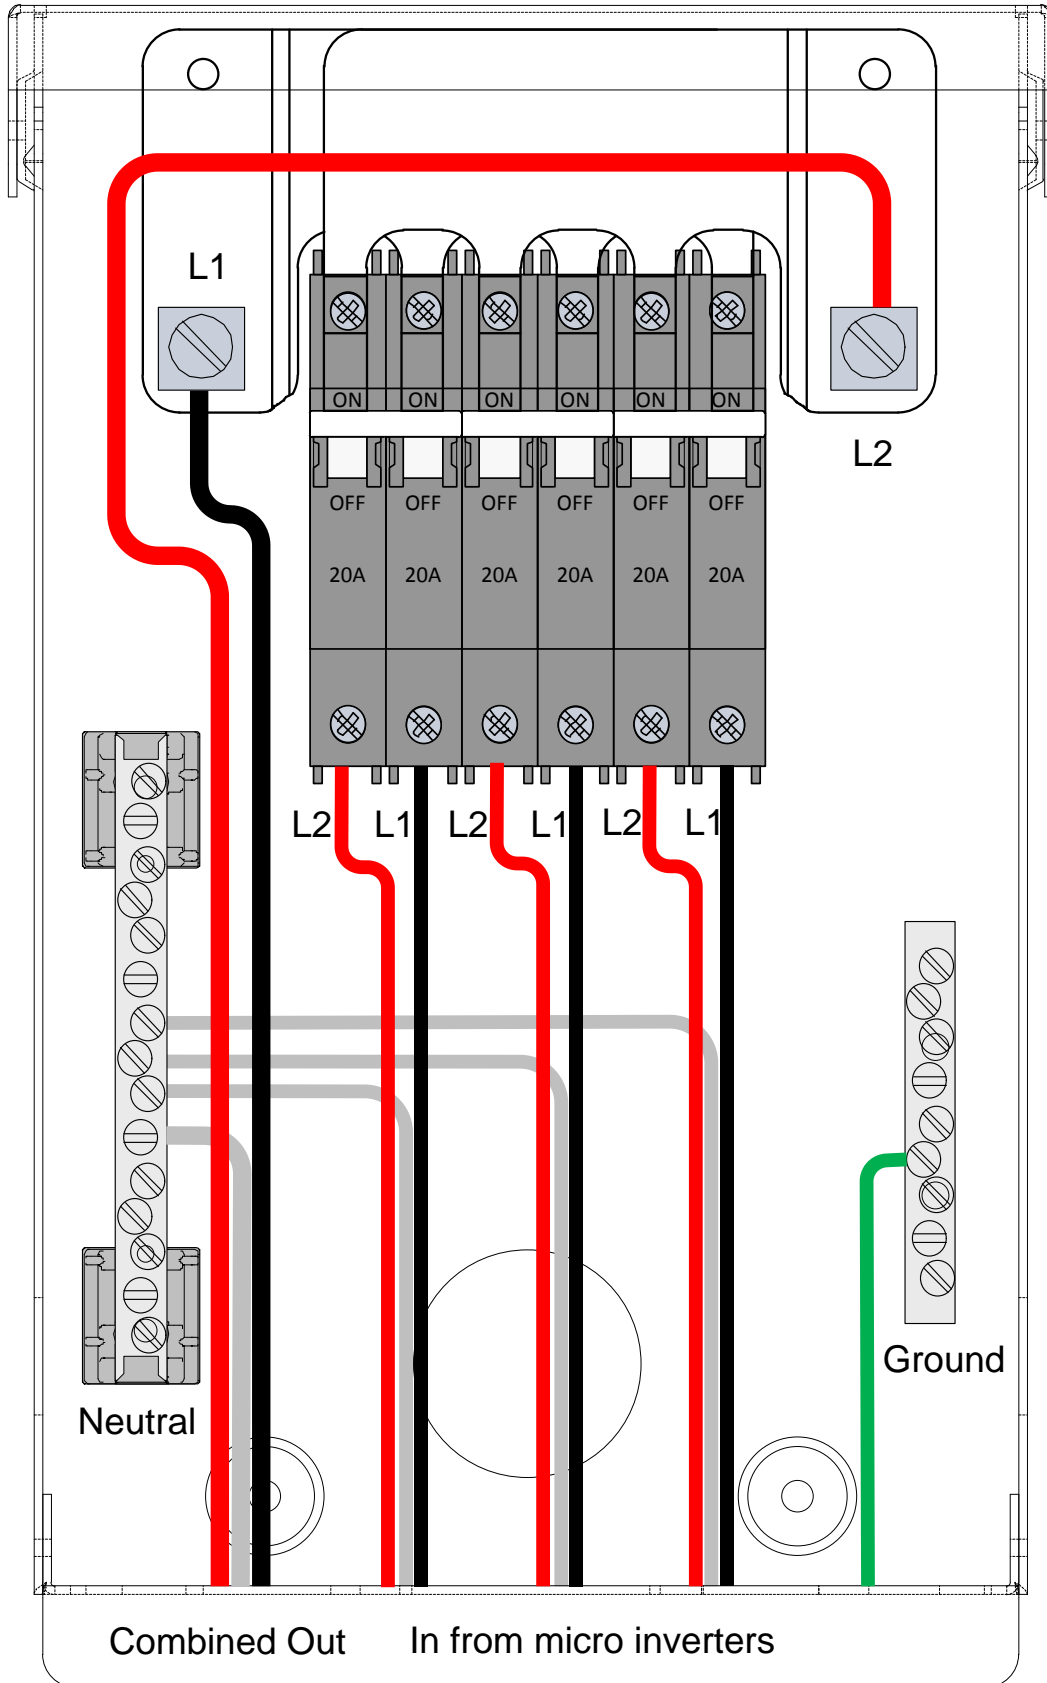 L1
L2
ON ON ON ON ON ON
OFF OFF OFF OFF OFF OFF
20A 20A 20A 20A 20A 20A
L2 L1 L2 L1 L2 L1
Ground
Neutral
Combined Out In from micro inverters